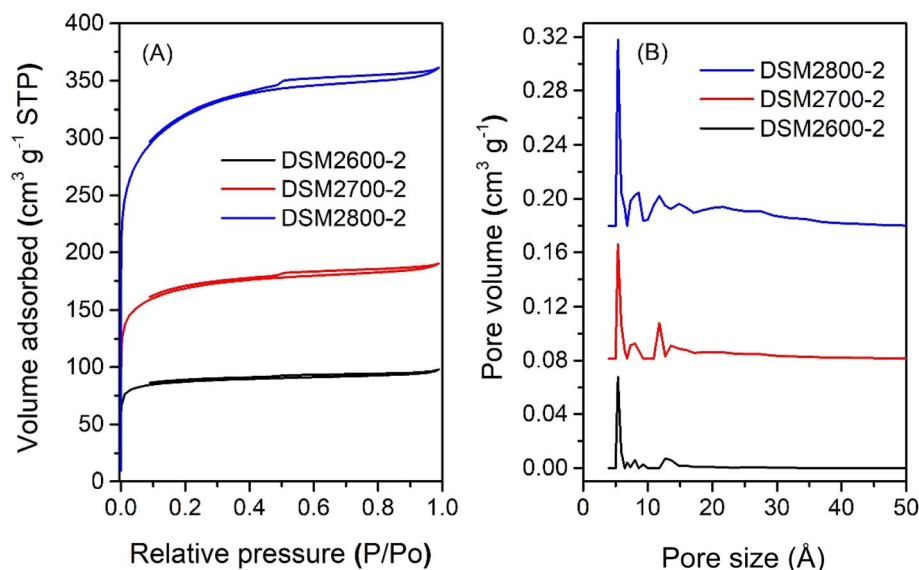 (A)
400
350
300
250
200
150
100
50
0
Volume adsorbed (cm³ g⁻¹ STP)
DSM2600-2
DSM2700-2
DSM2800-2
0.0 0.2 0.4 0.6 0.8 1.0
Relative pressure (P/Po)
(B)
0.32
0.28
0.24
0.20
0.16
0.12
0.08
0.04
0.00
Pore volume (cm³ g⁻¹)
DSM2800-2
DSM2700-2
DSM2600-2
0 10 20 30 40 50
Pore size (Å)